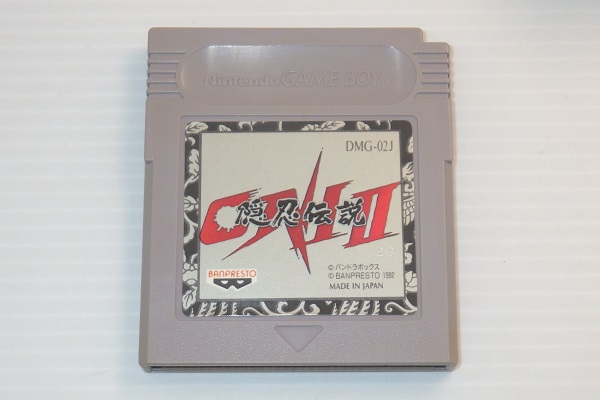 Nintendo GAME BOY
DMG-02J
ONI II
隠忍伝説
BANPRESTO
©パンドラボックス
©BANPRESTO 1992
MADE IN JAPAN